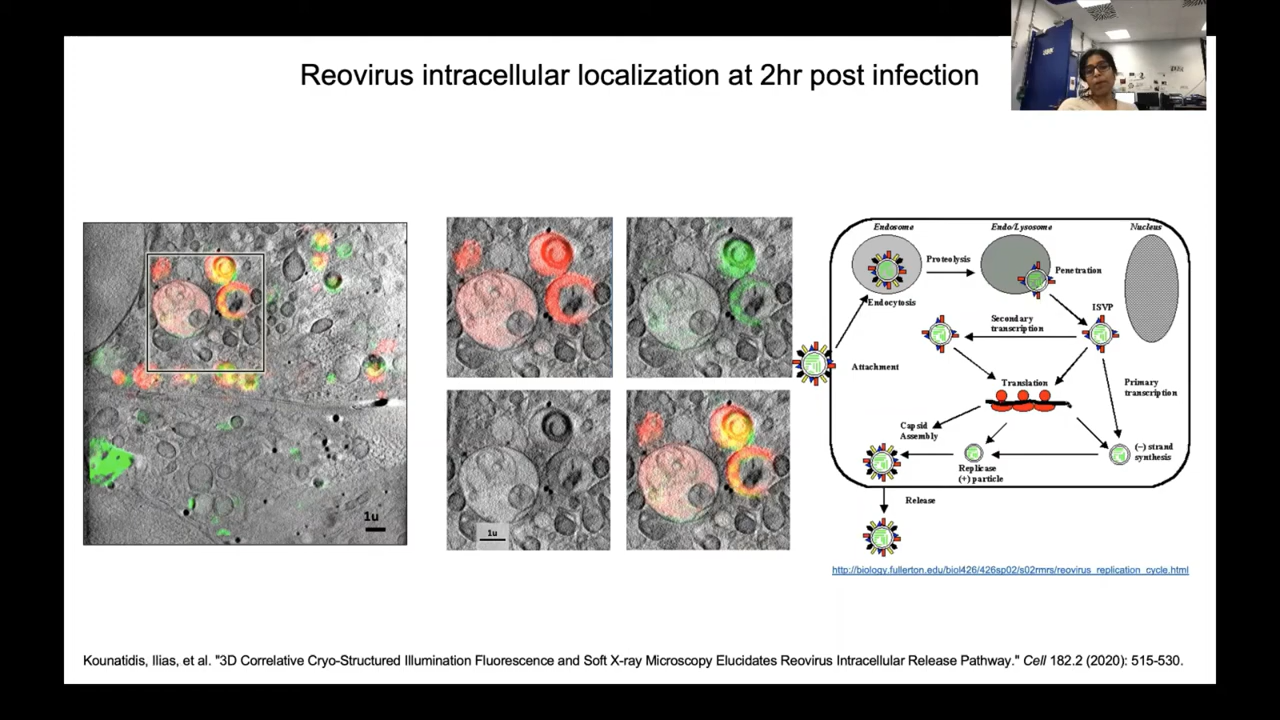 Reovirus intracellular localization at 2hr post infection
1u
1u
Endosome
Endo/Lysosome
Nucleus
Proteolysis
Penetration
Endocytosis
ISVP
Secondary
transcription
Attachment
Translation
Primary
transcription
Capsid
Assembly
(–) strand
synthesis
Replicase
(+) particle
Release
http://biology.fullerton.edu/biol426/426sp02/s02rmrs/reovirus_replication_cycle.html
Kounatidis, Ilias, et al. "3D Correlative Cryo-Structured Illumination Fluorescence and Soft X-ray Microscopy Elucidates Reovirus Intracellular Release Pathway." Cell 182.2 (2020): 515-530.